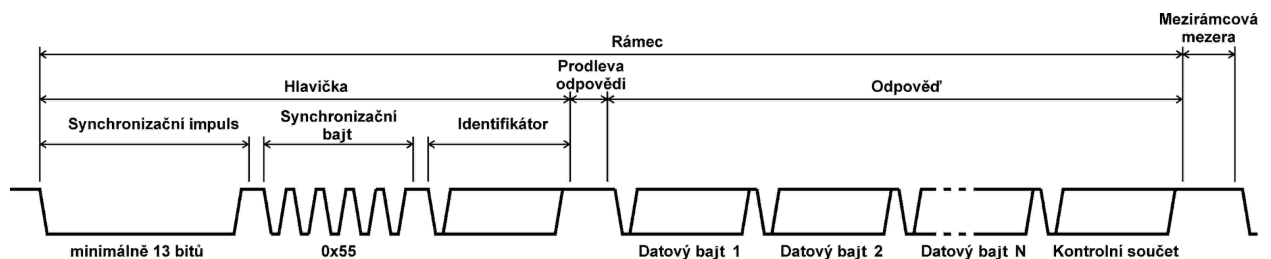 Mezirámcová
mezera
Rámec
Prodleva
odpovědi
Hlavička
Odpověď
Synchronizační impuls
Synchronizační
bajt
Identifikátor
minimálně 13 bitů
0x55
Datový bajt 1
Datový bajt 2
Datový bajt N
Kontrolní součet